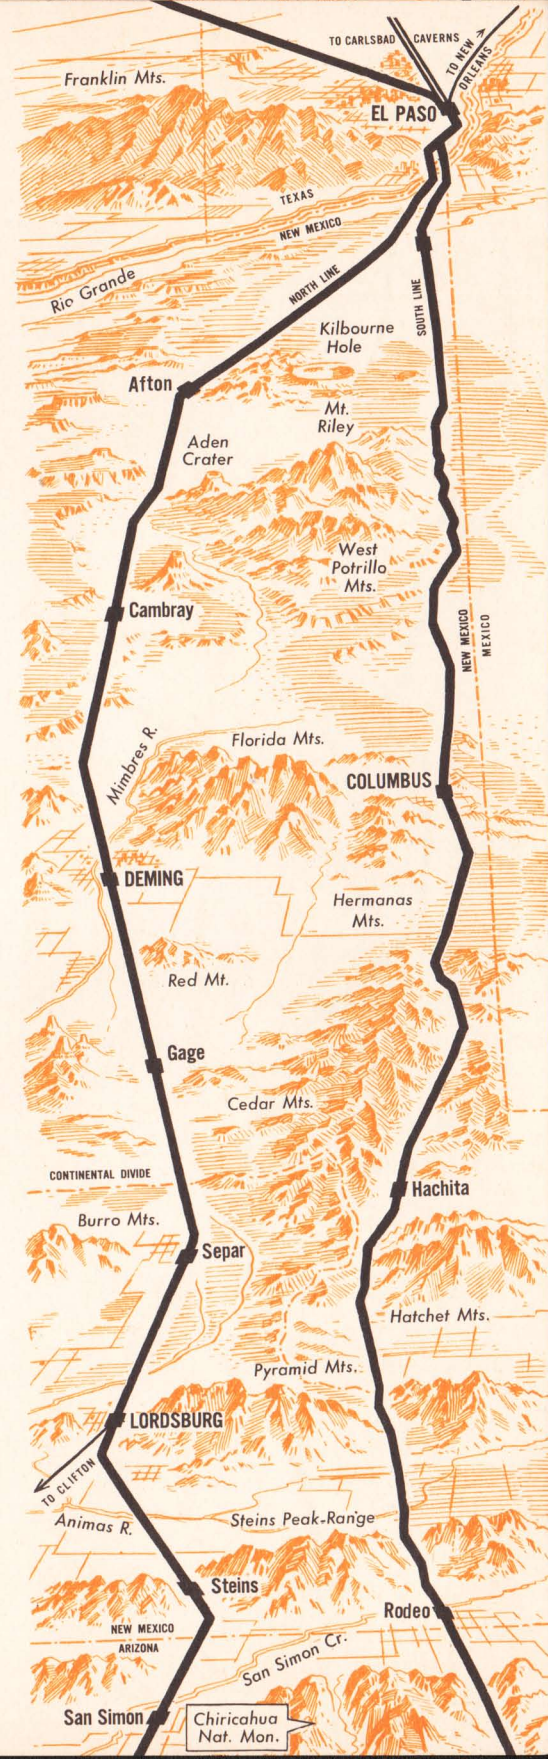 TO CARLSBAD CAVERNS
TO NEW
ORLEANS
Franklin Mts.
EL PASO
TEXAS
NEW MEXICO
Rio Grande
NORTH LINE
SOUTH LINE
Kilbourne
Hole
Afton
Mt.
Riley
Aden
Crater
West
Potrillo
Mts.
Cambray
NEW MEXICO
MEXICO
Mimbres R.
Florida Mts.
COLUMBUS
DEMING
Hermanas
Mts.
Red Mt.
Gage
Cedar Mts.
CONTINENTAL DIVIDE
Hachita
Burro Mts.
Separ
Hatchet Mts.
Pyramid Mts.
LORDSBURG
TO CLIFTON
Animas R.
Steins Peak-Range
Steins
Rodeo
NEW MEXICO
ARIZONA
San Simon Cr.
San Simon
Chiricahua
Nat. Mon.